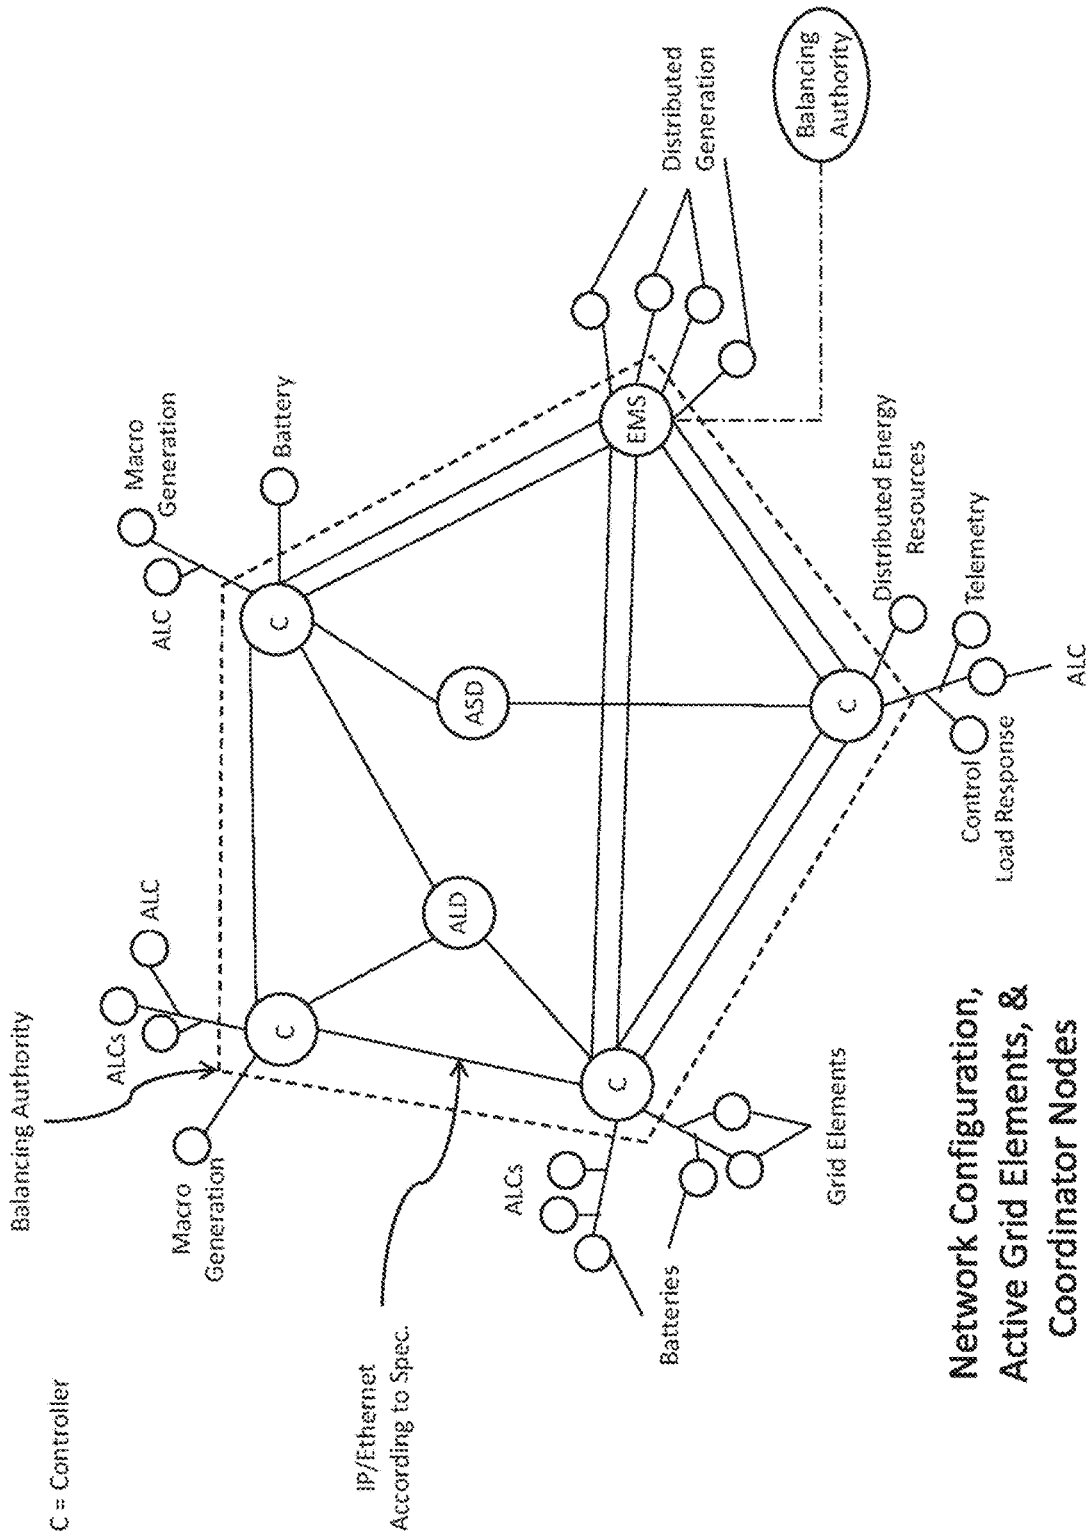 C = Controller
Balancing Authority
IP/Ethernet
According to Spec.
Macro
Generation
ALCs
ALC
C
ALC
Macro
Generation
Battery
C
ALD
ASD
EMS
Distributed
Generation
Balancing
Authority
ALCs
Batteries
C
Grid Elements
C
Distributed Energy
Resources
Telemetry
ALC
Control
Load Response
Network Configuration,
Active Grid Elements, &
Coordinator Nodes